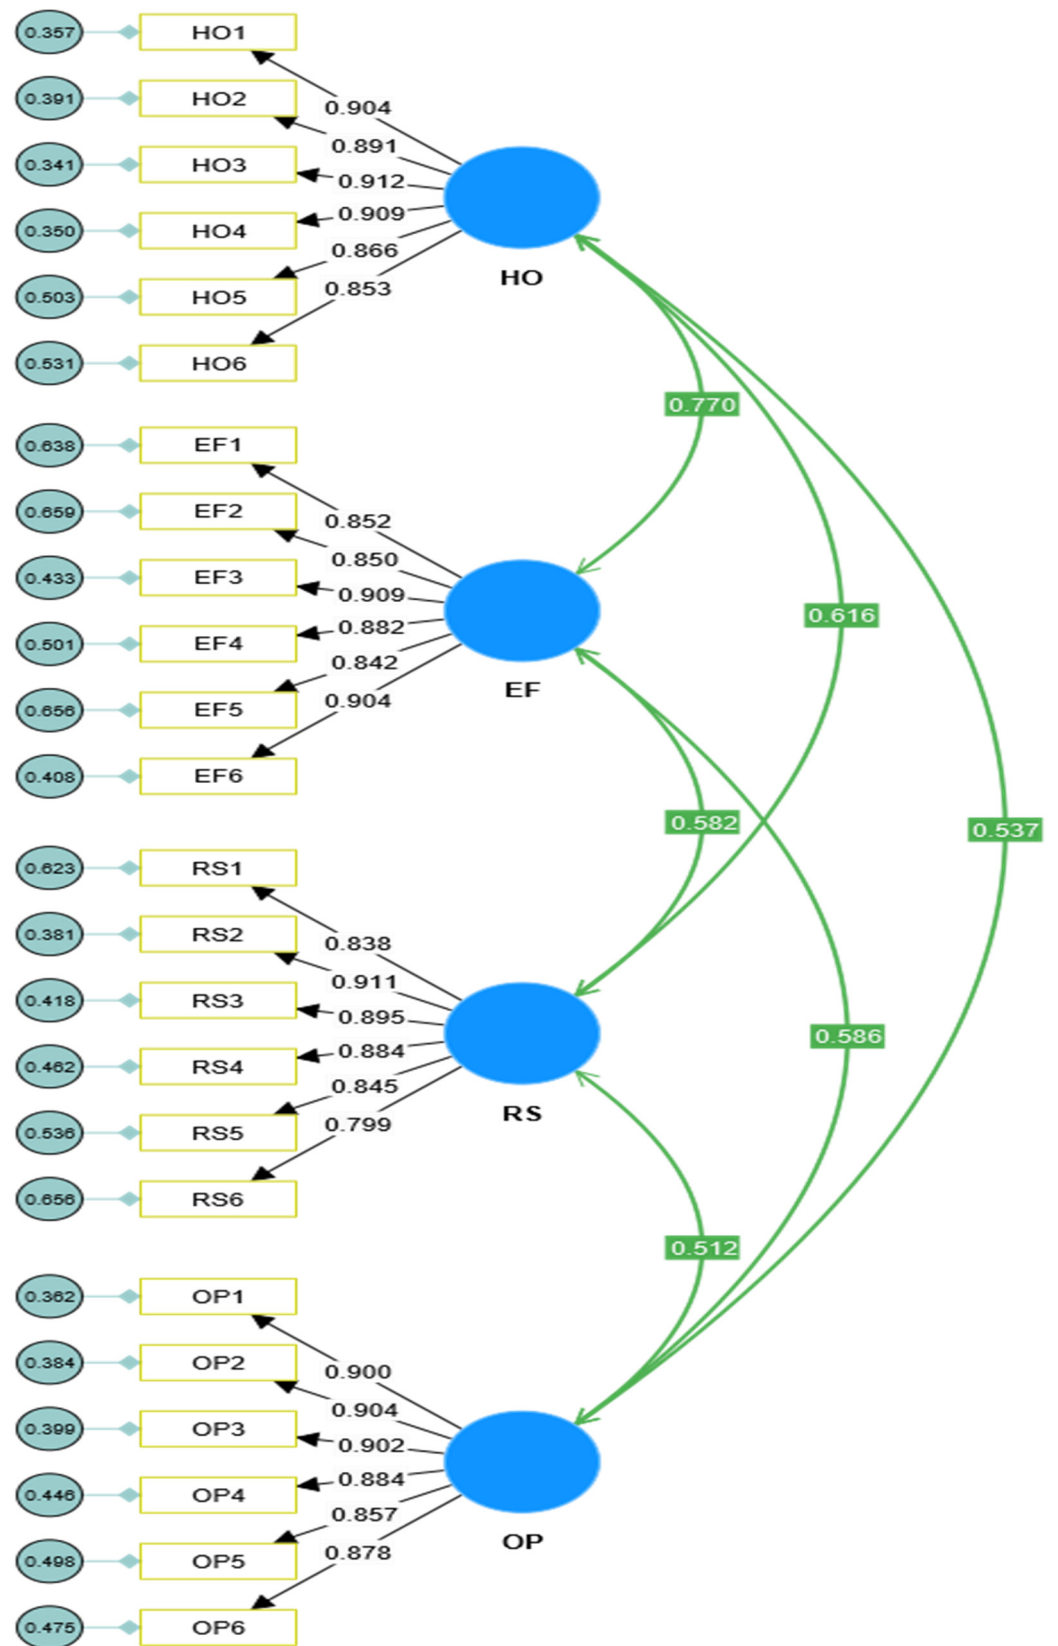 0.357 HO1
0.904
0.391 HO2
0.891
0.341 HO3
0.912
0.350 HO4
0.909
0.866
0.503 HO5
0.853
HO
0.531 HO6
0.770
0.638 EF1
0.852
0.659 EF2
0.850
0.433 EF3
0.909
0.616
0.501 EF4
0.882
0.842
0.656 EF5
0.904
EF
0.408 EF6
0.582
0.537
0.623 RS1
0.838
0.381 RS2
0.911
0.418 RS3
0.895
0.586
0.462 RS4
0.884
0.845
0.536 RS5
0.799
RS
0.656 RS6
0.512
0.362 OP1
0.900
0.384 OP2
0.904
0.399 OP3
0.902
0.446 OP4
0.884
0.857
0.498 OP5
0.878
OP
0.475 OP6